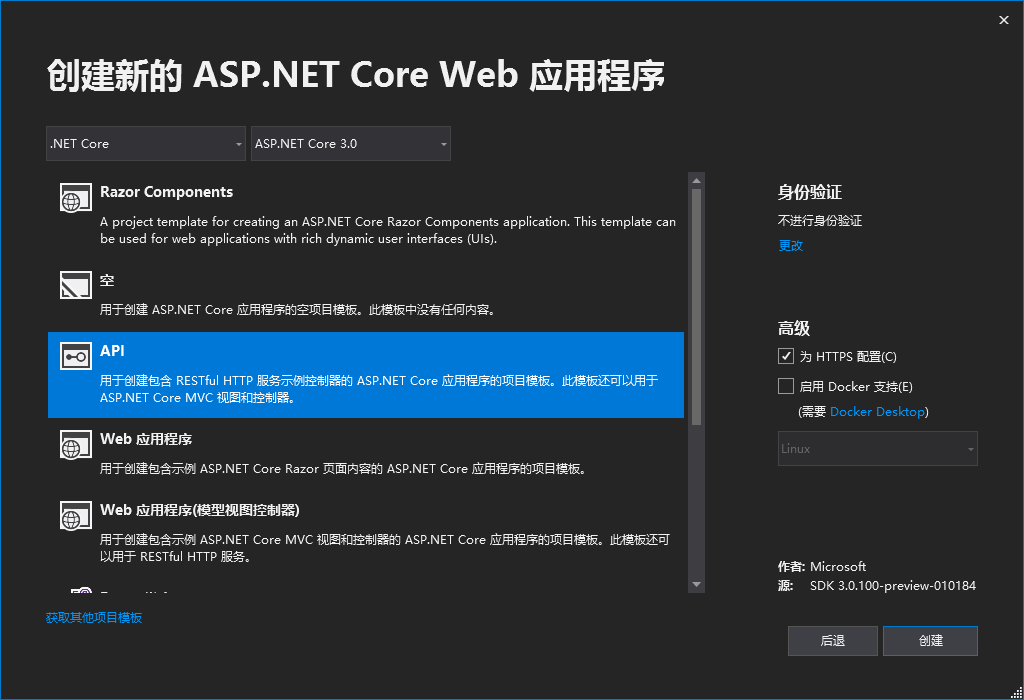 创建新的 ASP.NET Core Web 应用程序
.NET Core
ASP.NET Core 3.0
Razor Components
A project template for creating an ASP.NET Core Razor Components application. This template can
be used for web applications with rich dynamic user interfaces (UIs).
空
用于创建 ASP.NET Core 应用程序的空项目模板。此模板中没有任何内容。
API
用于创建包含 RESTful HTTP 服务示例控制器的 ASP.NET Core 应用程序的项目模板。此模板还可以用于
ASP.NET Core MVC 视图和控制器。
Web 应用程序
用于创建包含示例 ASP.NET Core Razor 页面内容的 ASP.NET Core 应用程序的项目模板。
Web 应用程序(模型视图控制器)
用于创建包含示例 ASP.NET Core MVC 视图和控制器的 ASP.NET Core 应用程序的项目模板。此模板还可
以用于 RESTful HTTP 服务。
获取其他项目模板
身份验证
不进行身份验证
更改
高级
为 HTTPS 配置(C)
启用 Docker 支持(E)
(需要 Docker Desktop)
Linux
作者: Microsoft
源: SDK 3.0.100-preview-010184
后退
创建